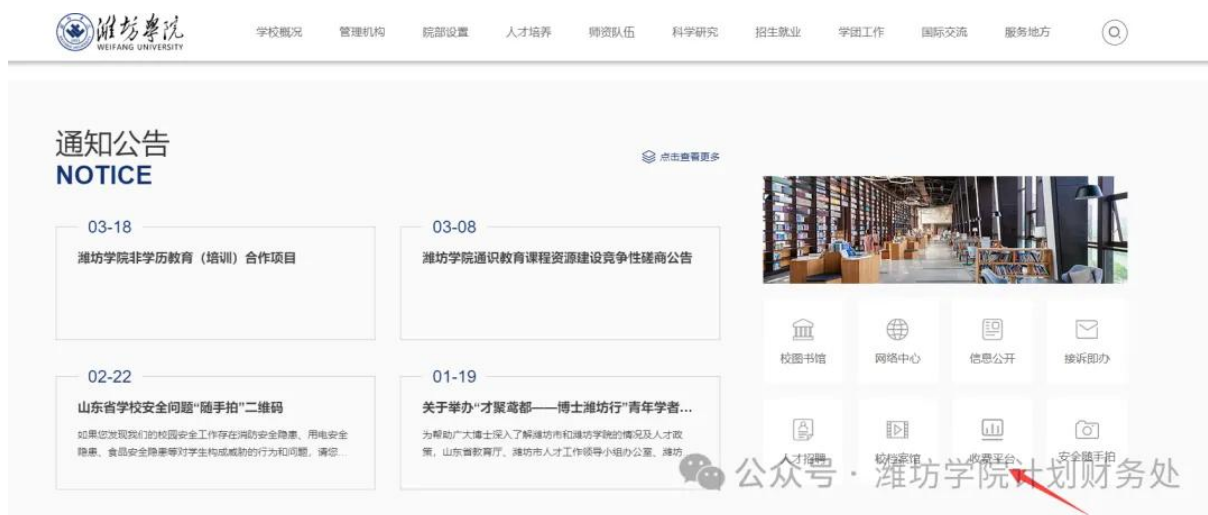 潍坊学院
WEIFANG UNIVERSITY
学校概况 管理机构 院部设置 人才培养 师资队伍 科学研究 招生就业 学团工作 国际交流 服务地方
通知公告
NOTICE
点击查看更多
03-18
潍坊学院非学历教育（培训）合作项目
03-08
潍坊学院通识教育课程资源建设竞争性磋商公告
02-22
山东省学校安全问题“随手拍”二维码
如果您发现我们的校园安全工作存在消防安全隐患、用电安全
隐患、食品安全隐患等对学生构成威胁的行为和问题，请您...
01-19
关于举办“才聚鸢都——博士潍坊行”青年学者...
为帮助广大博士深入了解潍坊市和潍坊学院的情况及人才政
策，山东省教育厅、潍坊市人才工作领导小组办公室、潍坊
校图书馆 网络中心 信息公开 接诉即办
人才招聘 校档案馆 收费平台 安全随手拍
公众号 · 潍坊学院计划财务处